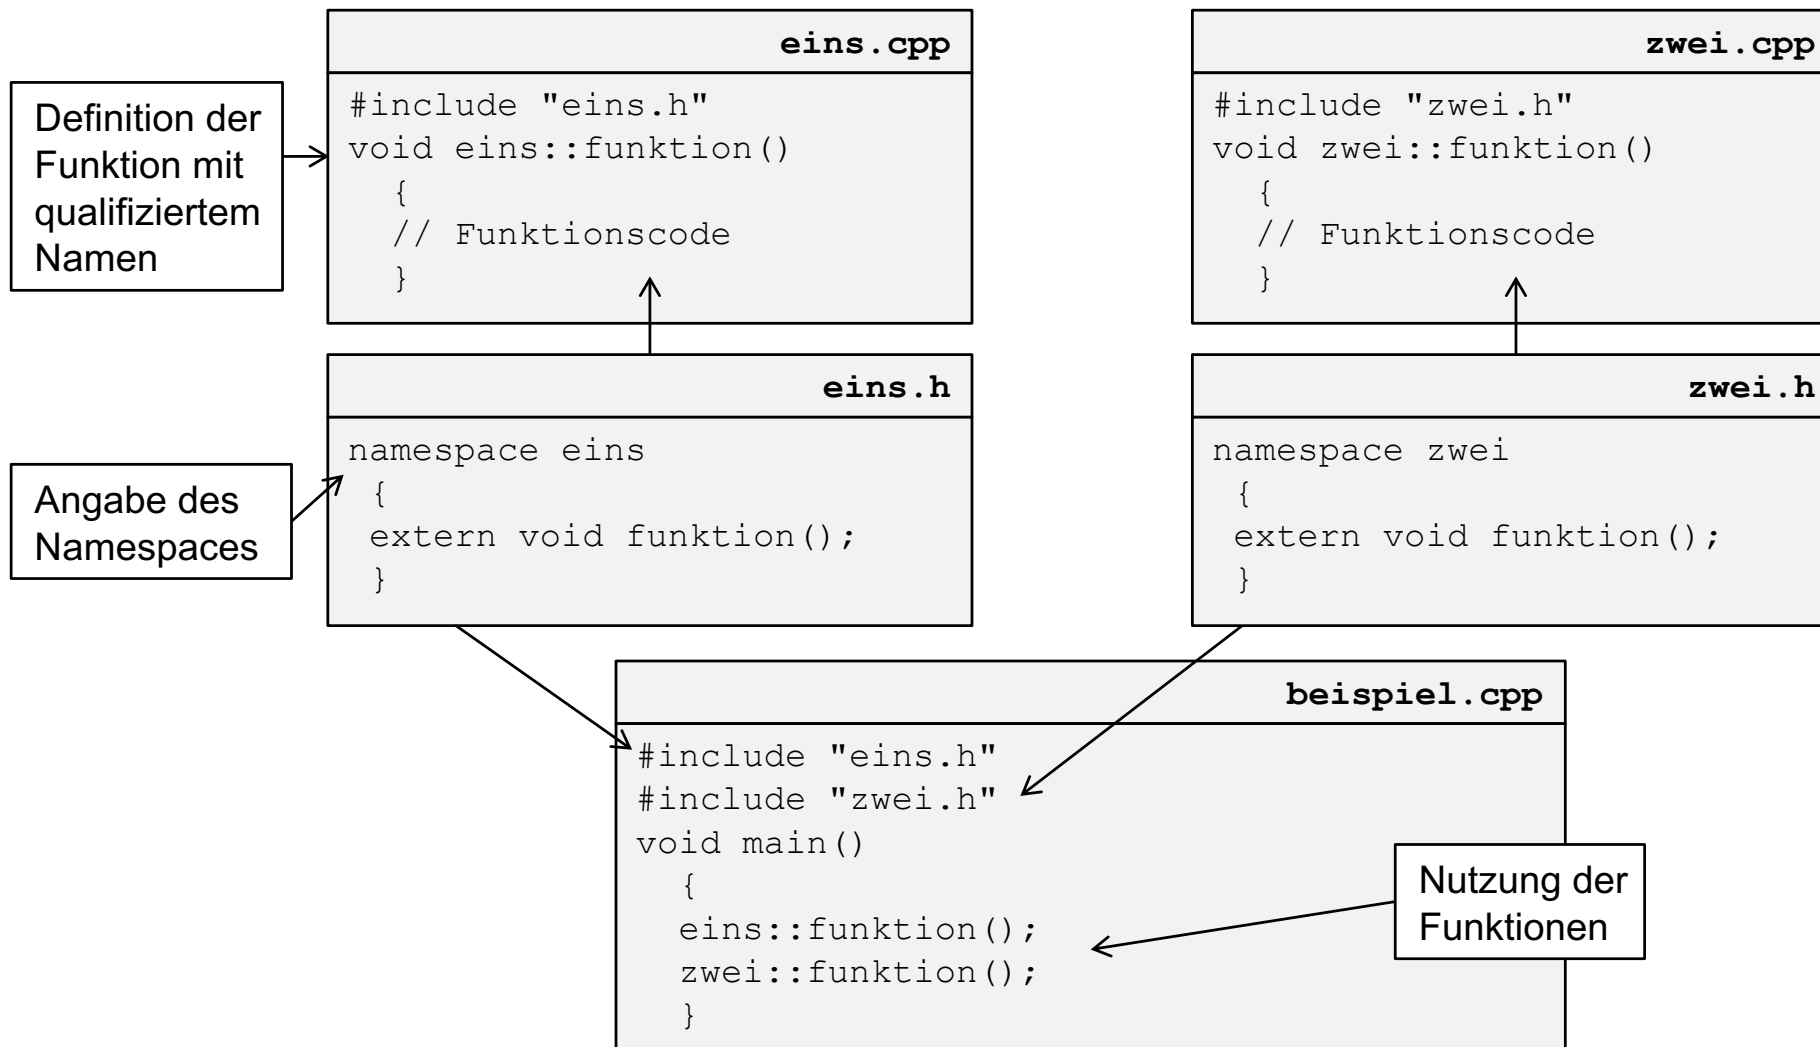 eins.cpp
#include "eins.h"
void eins::funktion()
{
// Funktionscode
}
zwei.cpp
#include "zwei.h"
void zwei::funktion()
{
// Funktionscode
}
Definition der
Funktion mit
qualifiziertem
Namen
eins.h
namespace eins
{
extern void funktion();
}
zwei.h
namespace zwei
{
extern void funktion();
}
Angabe des
Namespaces
beispiel.cpp
#include "eins.h"
#include "zwei.h"
void main()
{
eins::funktion();
zwei::funktion();
}
Nutzung der
Funktionen